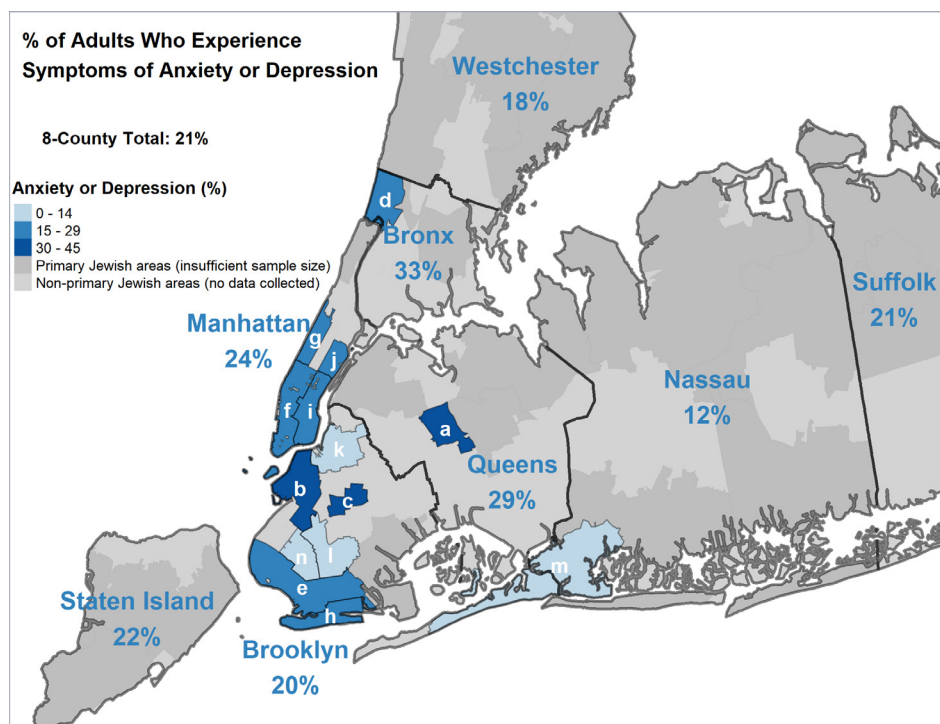 % of Adults Who Experience
Symptoms of Anxiety or Depression
8-County Total: 21%
Anxiety or Depression (%)
0 - 14
15 - 29
30 - 45
Primary Jewish areas (insufficient sample size)
Non-primary Jewish areas (no data collected)
Westchester
18%
d
Bronx
33%
Suffolk
21%
Manhattan
24%
g
j
f
i
Nassau
12%
a
k
Queens
29%
b
c
n
l
m
e
h
Staten Island
22%
Brooklyn
20%